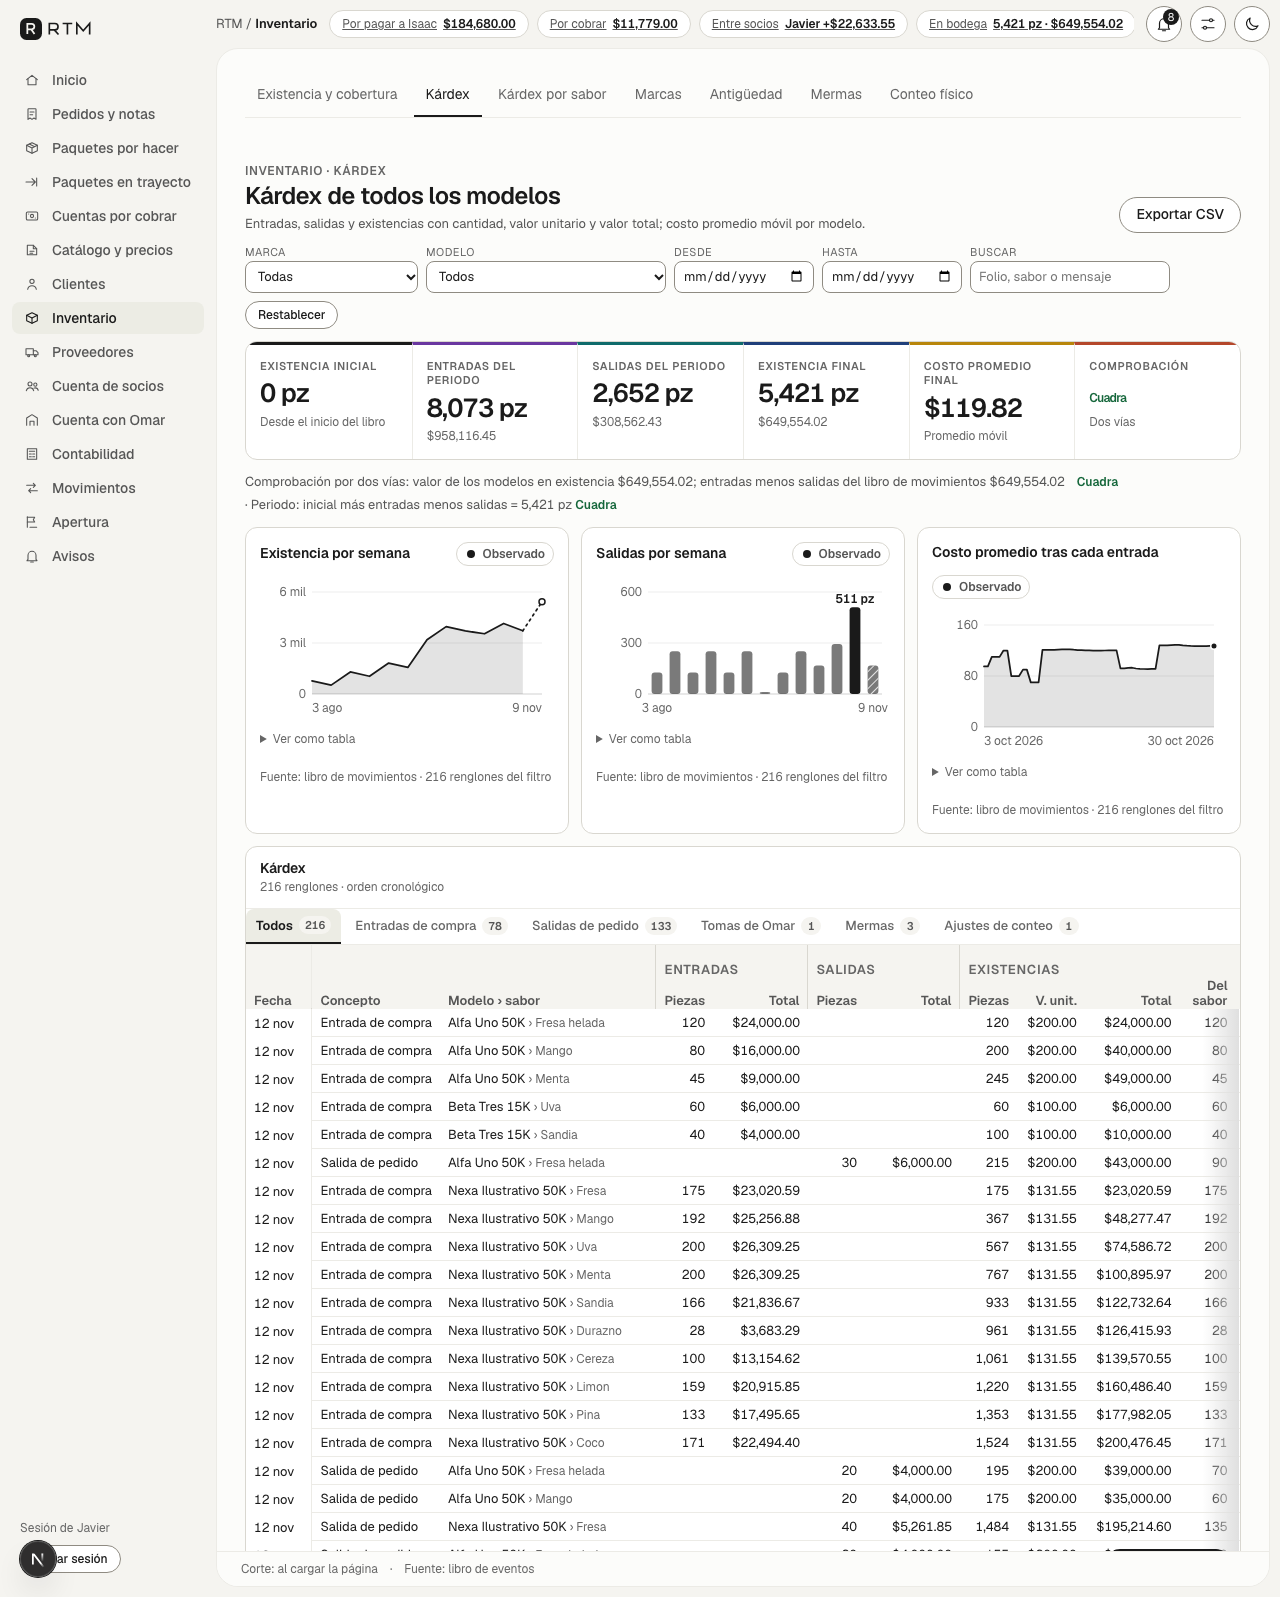 R RTM
RTM / Inventario
Por pagar a Isaac $184,680.00
Por cobrar $11,779.00
Entre socios Javier +$22,633.55
En bodega 5,421 pz · $649,554.02
8
Inicio
Pedidos y notas
Paquetes por hacer
Paquetes en trayecto
Cuentas por cobrar
Catálogo y precios
Clientes
Inventario
Proveedores
Cuenta de socios
Cuenta con Omar
Contabilidad
Movimientos
Apertura
Avisos
Sesión de Javier
N
ar sesión
Existencia y cobertura Kárdex Kárdex por sabor Marcas Antigüedad Mermas Conteo físico
INVENTARIO · KÁRDEX
Kárdex de todos los modelos
Entradas, salidas y existencias con cantidad, valor unitario y valor total; costo promedio móvil por modelo.
Exportar CSV
MARCA MODELO DESDE HASTA BUSCAR
Todas Todos mm/dd/yyyy mm/dd/yyyy Folio, sabor o mensaje
Restablecer
EXISTENCIA INICIAL
0 pz
Desde el inicio del libro
ENTRADAS DEL PERIODO
8,073 pz
$958,116.45
SALIDAS DEL PERIODO
2,652 pz
$308,562.43
EXISTENCIA FINAL
5,421 pz
$649,554.02
COSTO PROMEDIO FINAL
$119.82
Promedio móvil
COMPROBACIÓN
Cuadra
Dos vías
Comprobación por dos vías: valor de los modelos en existencia $649,554.02; entradas menos salidas del libro de movimientos $649,554.02 Cuadra
· Periodo: inicial más entradas menos salidas = 5,421 pz Cuadra
Existencia por semana
Observado
6 mil
3 mil
0
3 ago 9 nov
Ver como tabla
Fuente: libro de movimientos · 216 renglones del filtro
Salidas por semana
Observado
600
511 pz
300
0
3 ago 9 nov
Ver como tabla
Fuente: libro de movimientos · 216 renglones del filtro
Costo promedio tras cada entrada
Observado
160
80
0
3 oct 2026 30 oct 2026
Ver como tabla
Fuente: libro de movimientos · 216 renglones del filtro
Kárdex
216 renglones · orden cronológico
Todos 216 Entradas de compra 78 Salidas de pedido 133 Tomas de Omar 1 Mermas 3 Ajustes de conteo 1
ENTRADAS SALIDAS EXISTENCIAS
Fecha Concepto Modelo › sabor Piezas Total Piezas Total Piezas V. unit. Total Del sabor
12 nov Entrada de compra Alfa Uno 50K › Fresa helada 120 $24,000.00 120 $200.00 $24,000.00 120
12 nov Entrada de compra Alfa Uno 50K › Mango 80 $16,000.00 200 $200.00 $40,000.00 80
12 nov Entrada de compra Alfa Uno 50K › Menta 45 $9,000.00 245 $200.00 $49,000.00 45
12 nov Entrada de compra Beta Tres 15K › Uva 60 $6,000.00 60 $100.00 $6,000.00 60
12 nov Entrada de compra Beta Tres 15K › Sandia 40 $4,000.00 100 $100.00 $10,000.00 40
12 nov Salida de pedido Alfa Uno 50K › Fresa helada 30 $6,000.00 215 $200.00 $43,000.00 90
12 nov Entrada de compra Nexa Ilustrativo 50K › Fresa 175 $23,020.59 175 $131.55 $23,020.59 175
12 nov Entrada de compra Nexa Ilustrativo 50K › Mango 192 $25,256.88 367 $131.55 $48,277.47 192
12 nov Entrada de compra Nexa Ilustrativo 50K › Uva 200 $26,309.25 567 $131.55 $74,586.72 200
12 nov Entrada de compra Nexa Ilustrativo 50K › Menta 200 $26,309.25 767 $131.55 $100,895.97 200
12 nov Entrada de compra Nexa Ilustrativo 50K › Sandia 166 $21,836.67 933 $131.55 $122,732.64 166
12 nov Entrada de compra Nexa Ilustrativo 50K › Durazno 28 $3,683.29 961 $131.55 $126,415.93 28
12 nov Entrada de compra Nexa Ilustrativo 50K › Cereza 100 $13,154.62 1,061 $131.55 $139,570.55 100
12 nov Entrada de compra Nexa Ilustrativo 50K › Limon 159 $20,915.85 1,220 $131.55 $160,486.40 159
12 nov Entrada de compra Nexa Ilustrativo 50K › Pina 133 $17,495.65 1,353 $131.55 $177,982.05 133
12 nov Entrada de compra Nexa Ilustrativo 50K › Coco 171 $22,494.40 1,524 $131.55 $200,476.45 171
12 nov Salida de pedido Alfa Uno 50K › Fresa helada 20 $4,000.00 195 $200.00 $39,000.00 70
12 nov Salida de pedido Alfa Uno 50K › Mango 20 $4,000.00 175 $200.00 $35,000.00 60
12 nov Salida de pedido Nexa Ilustrativo 50K › Fresa 40 $5,261.85 1,484 $131.55 $195,214.60 135
Corte: al cargar la página · Fuente: libro de eventos